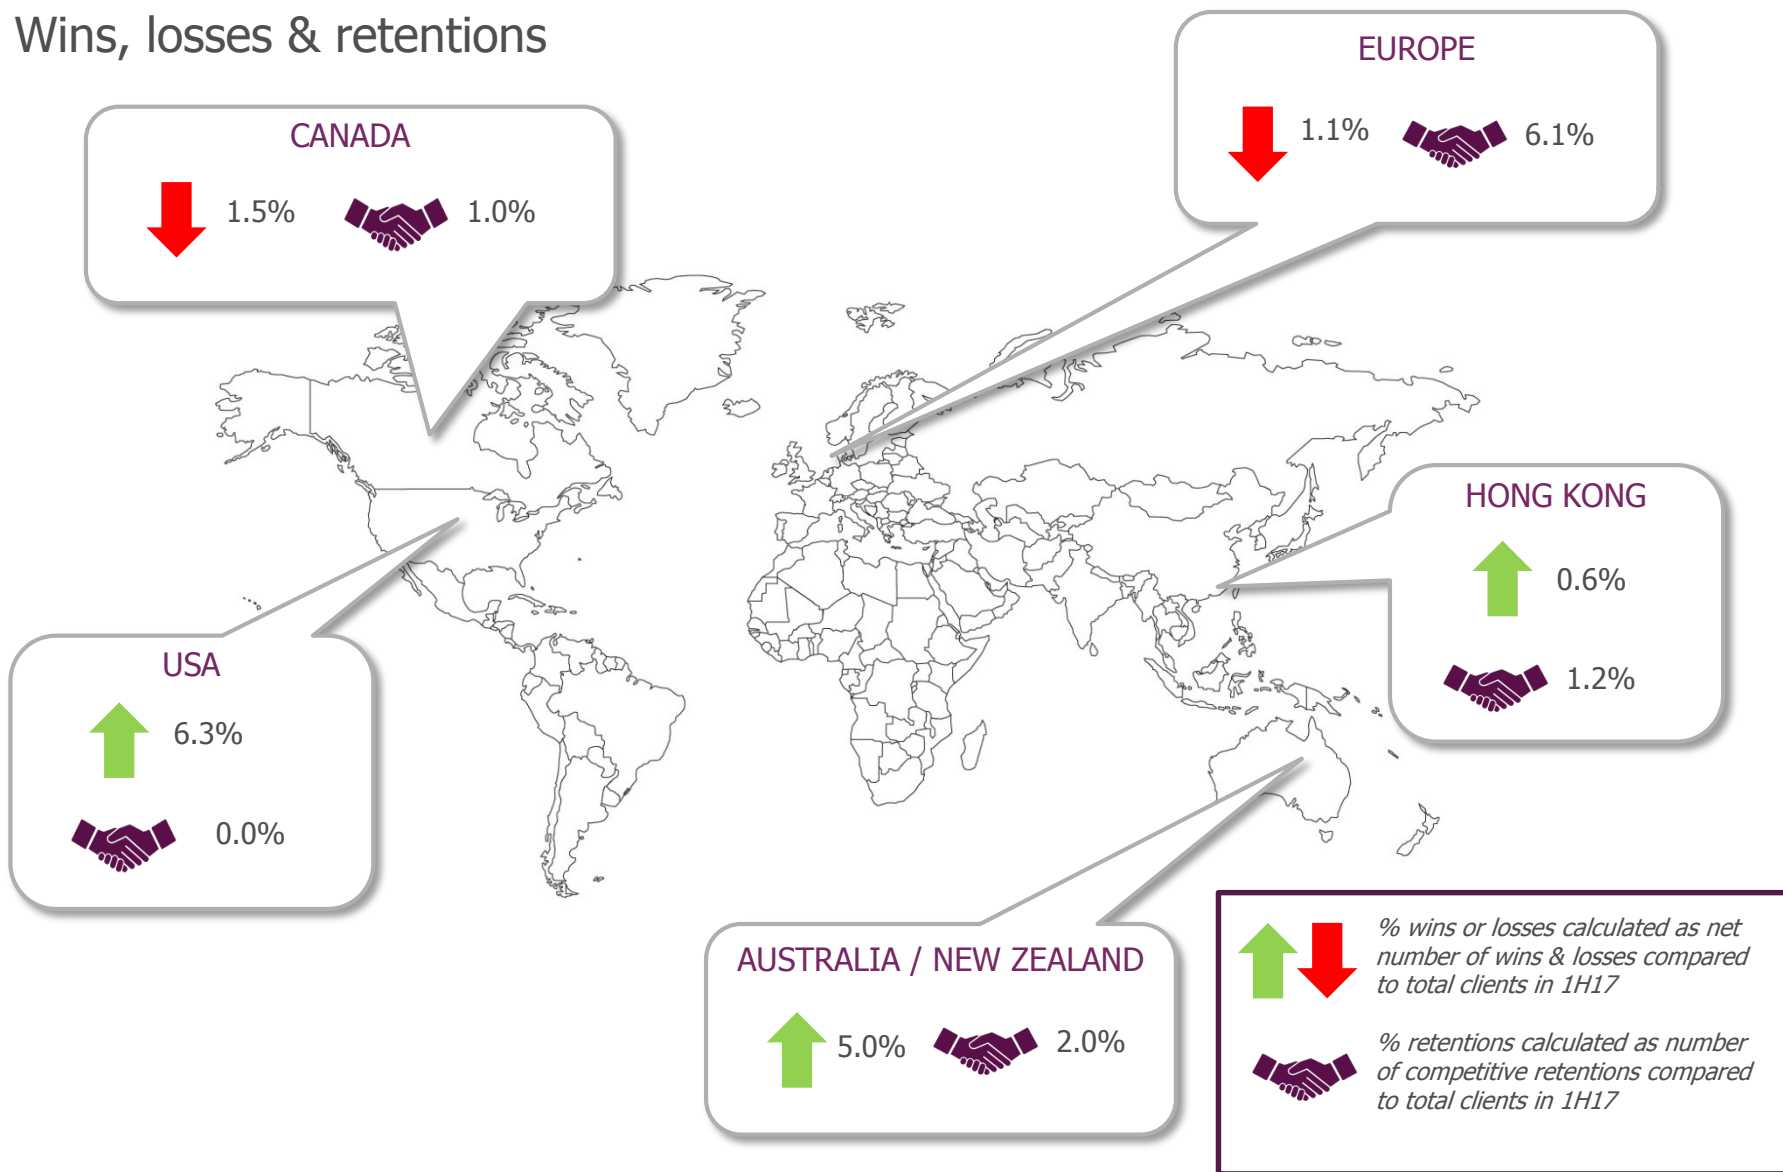 Wins, losses & retentions
EUROPE
1.1%
6.1%
CANADA
1.5%
1.0%
HONG KONG
0.6%
1.2%
USA
6.3%
0.0%
AUSTRALIA / NEW ZEALAND
5.0%
2.0%
% wins or losses calculated as net
number of wins & losses compared
to total clients in 1H17
% retentions calculated as number
of competitive retentions compared
to total clients in 1H17